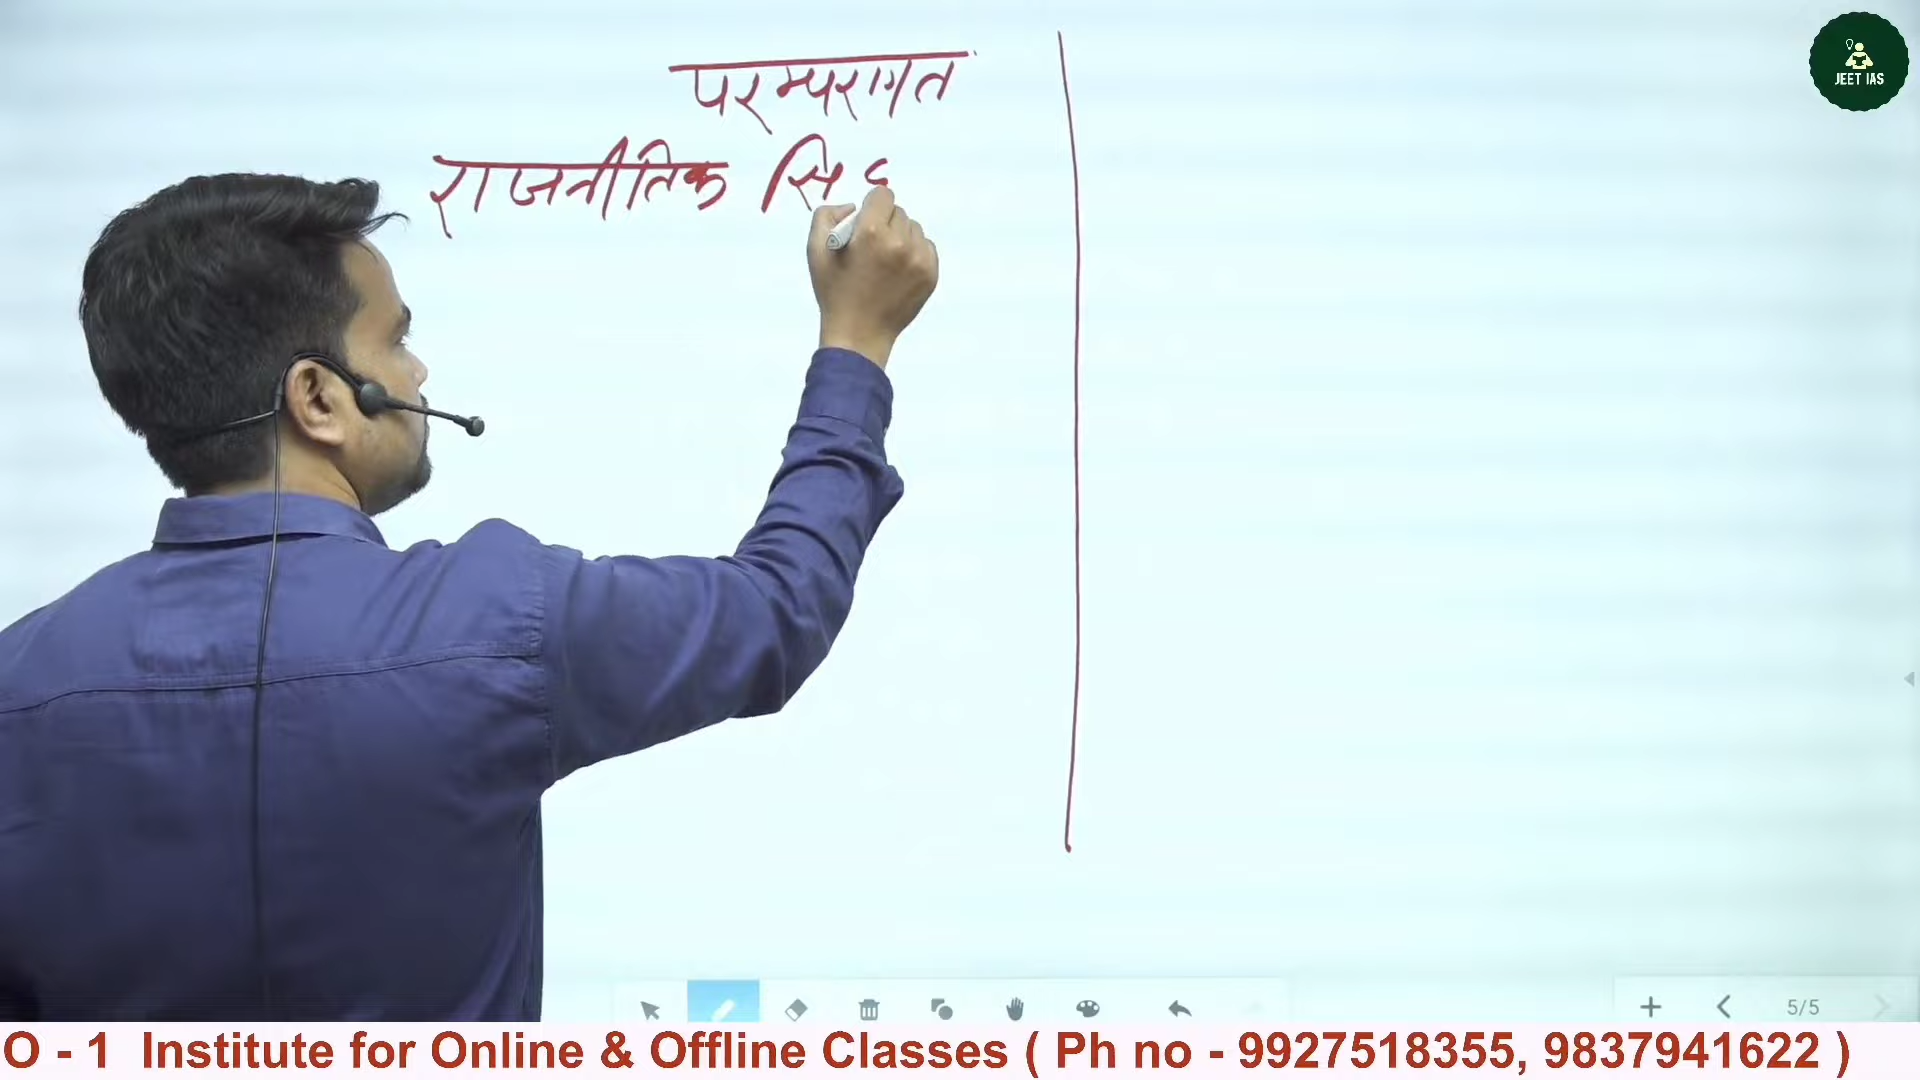 परम्परागत
राजनीतिक
JEET IAS
5/5
O - 1 Institute for Online & Offline Classes ( Ph no - 9927518355, 9837941622 )